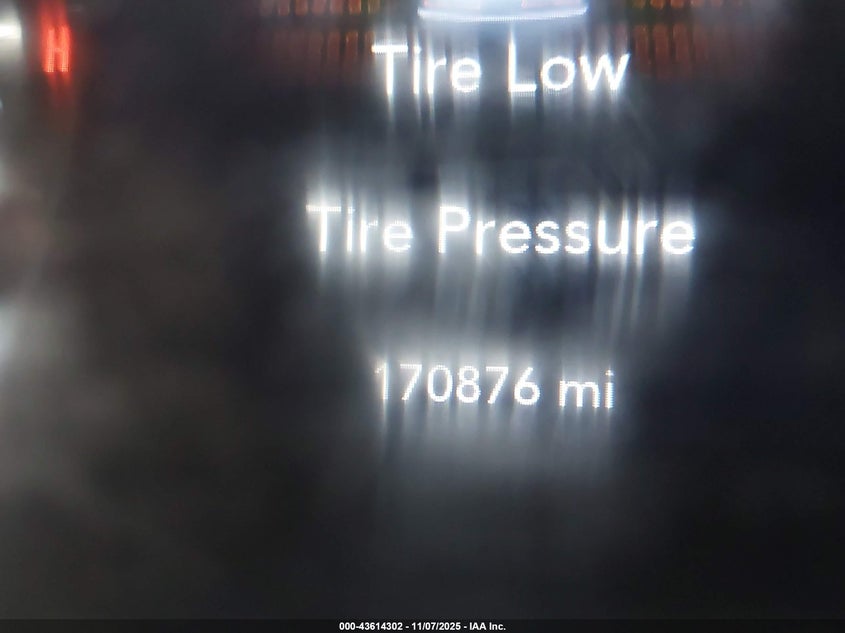 H
Tire Low
Tire Pressure
170876 mi
000-43614302 - 11/07/2025 - IAA Inc.